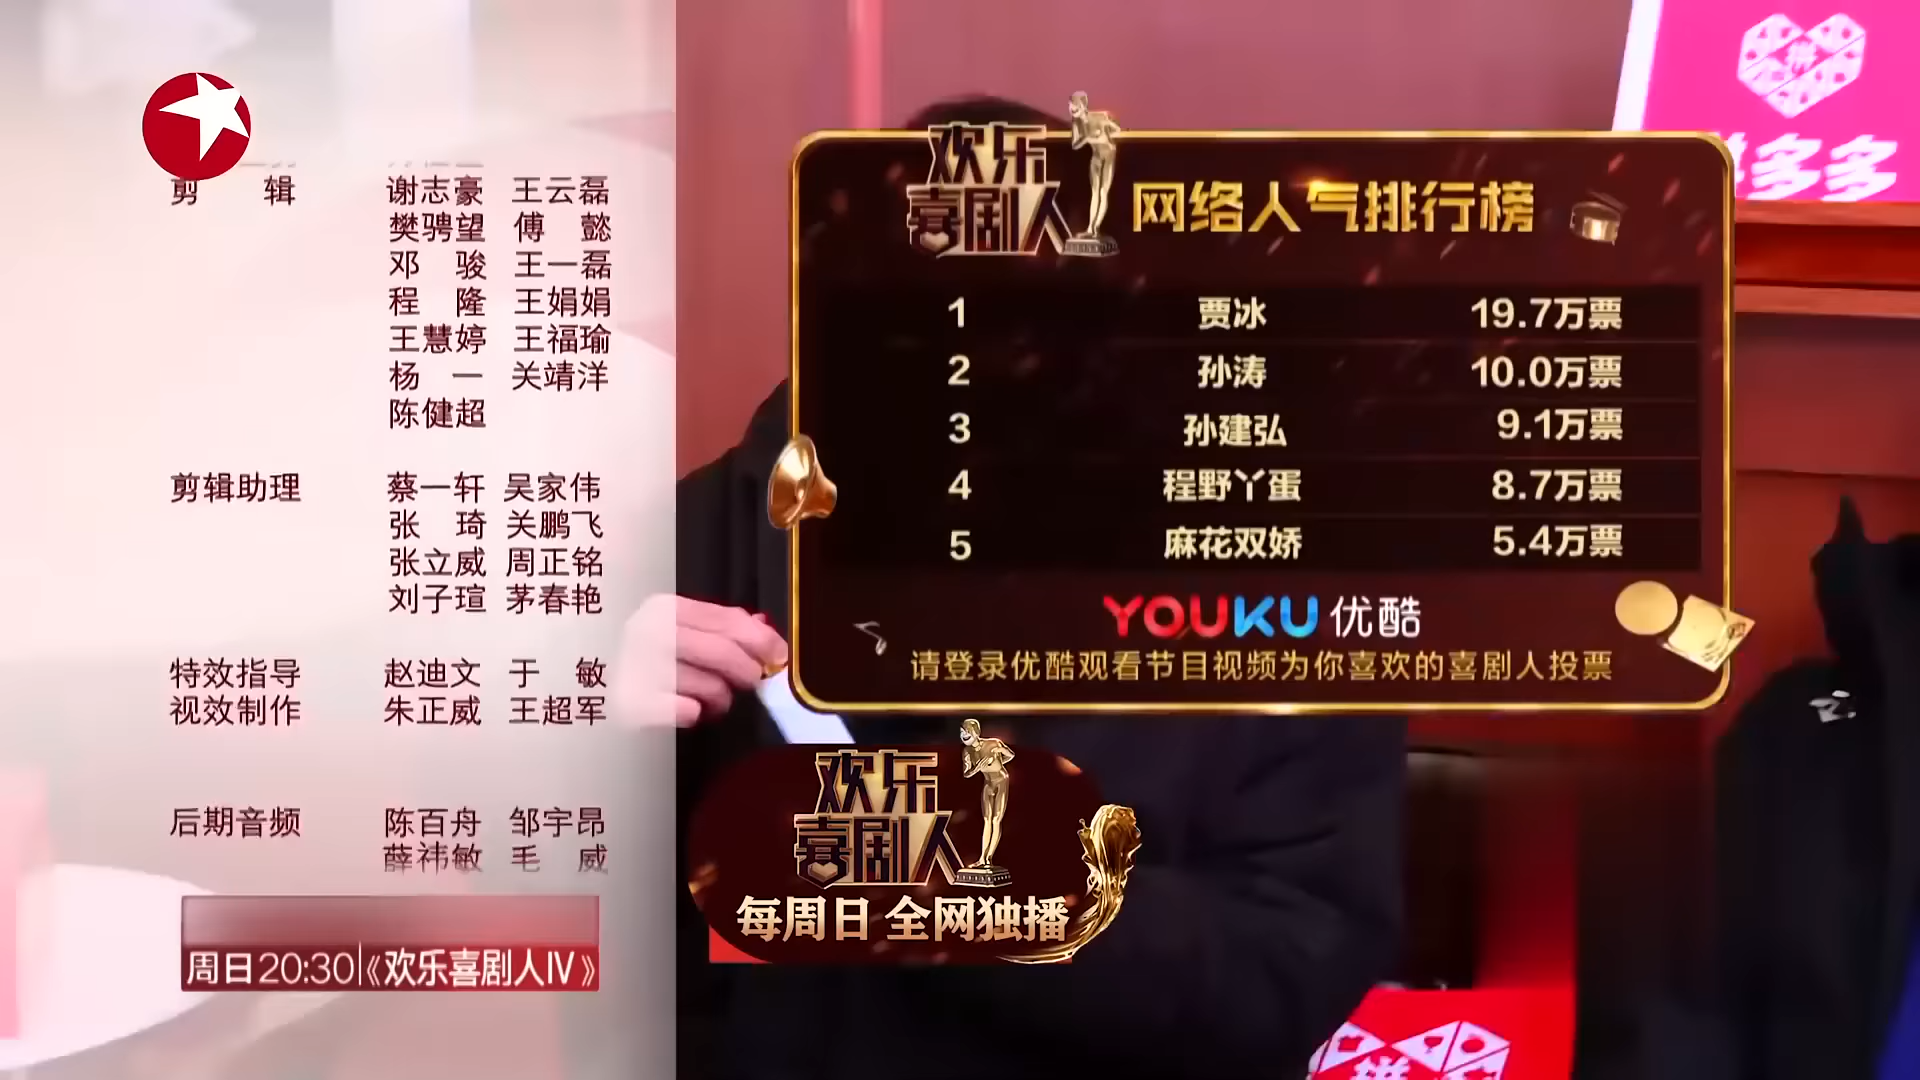 剪 辑 谢志豪 王云磊
樊骋望 傅 懿
邓 骏 王一磊
程 隆 王娟娟
王慧婷 王福瑜
杨 一 关靖洋
陈健超
剪辑助理 蔡一轩 吴家伟
张 琦 关鹏飞
张立威 周正铭
刘子瑄 茅春艳
特效指导 赵迪文 于 敏
视效制作 朱正威 王超军
后期音频 陈百舟 邹宇昂
薛祎敏 毛 威
周日20:30|《欢乐喜剧人IV》
欢乐
喜剧人
网络人气排行榜
1 贾冰 19.7万票
2 孙涛 10.0万票
3 孙建弘 9.1万票
4 程野丫蛋 8.7万票
5 麻花双娇 5.4万票
YOUKU优酷
请登录优酷观看节目视频为你喜欢的喜剧人投票
欢乐
喜剧人
每周日 全网独播
拼
拼多多
拼